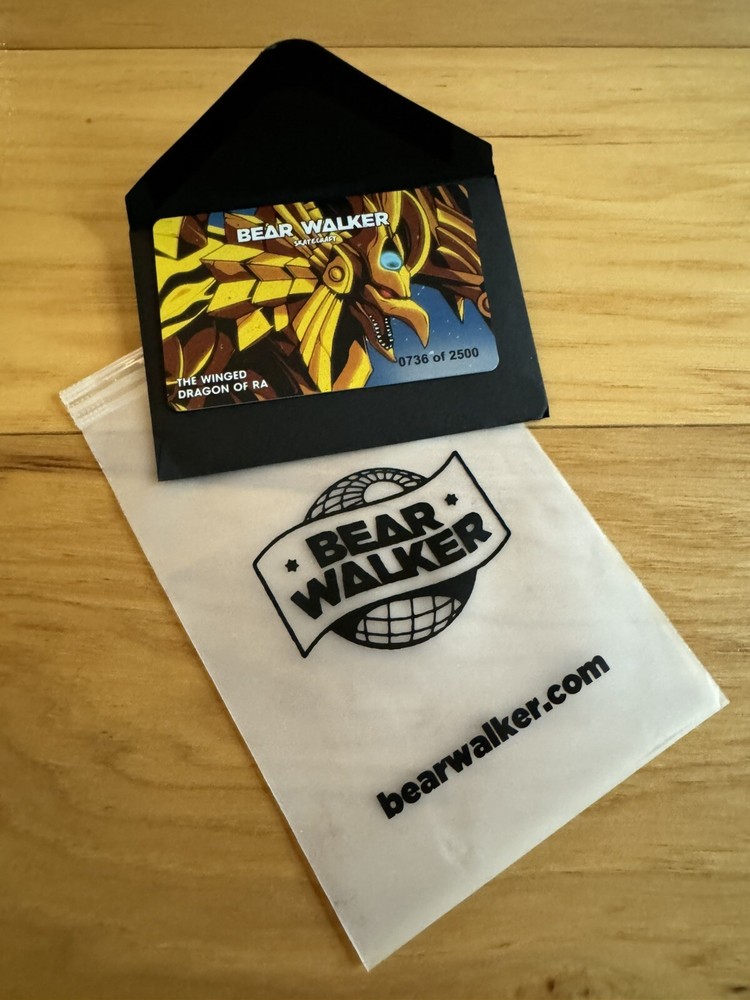 BEAR WALKER
SKATECRAFT
0736 of 2500
THE WINGED
DRAGON OF RA
BEAR
WALKER
bearwalker.com